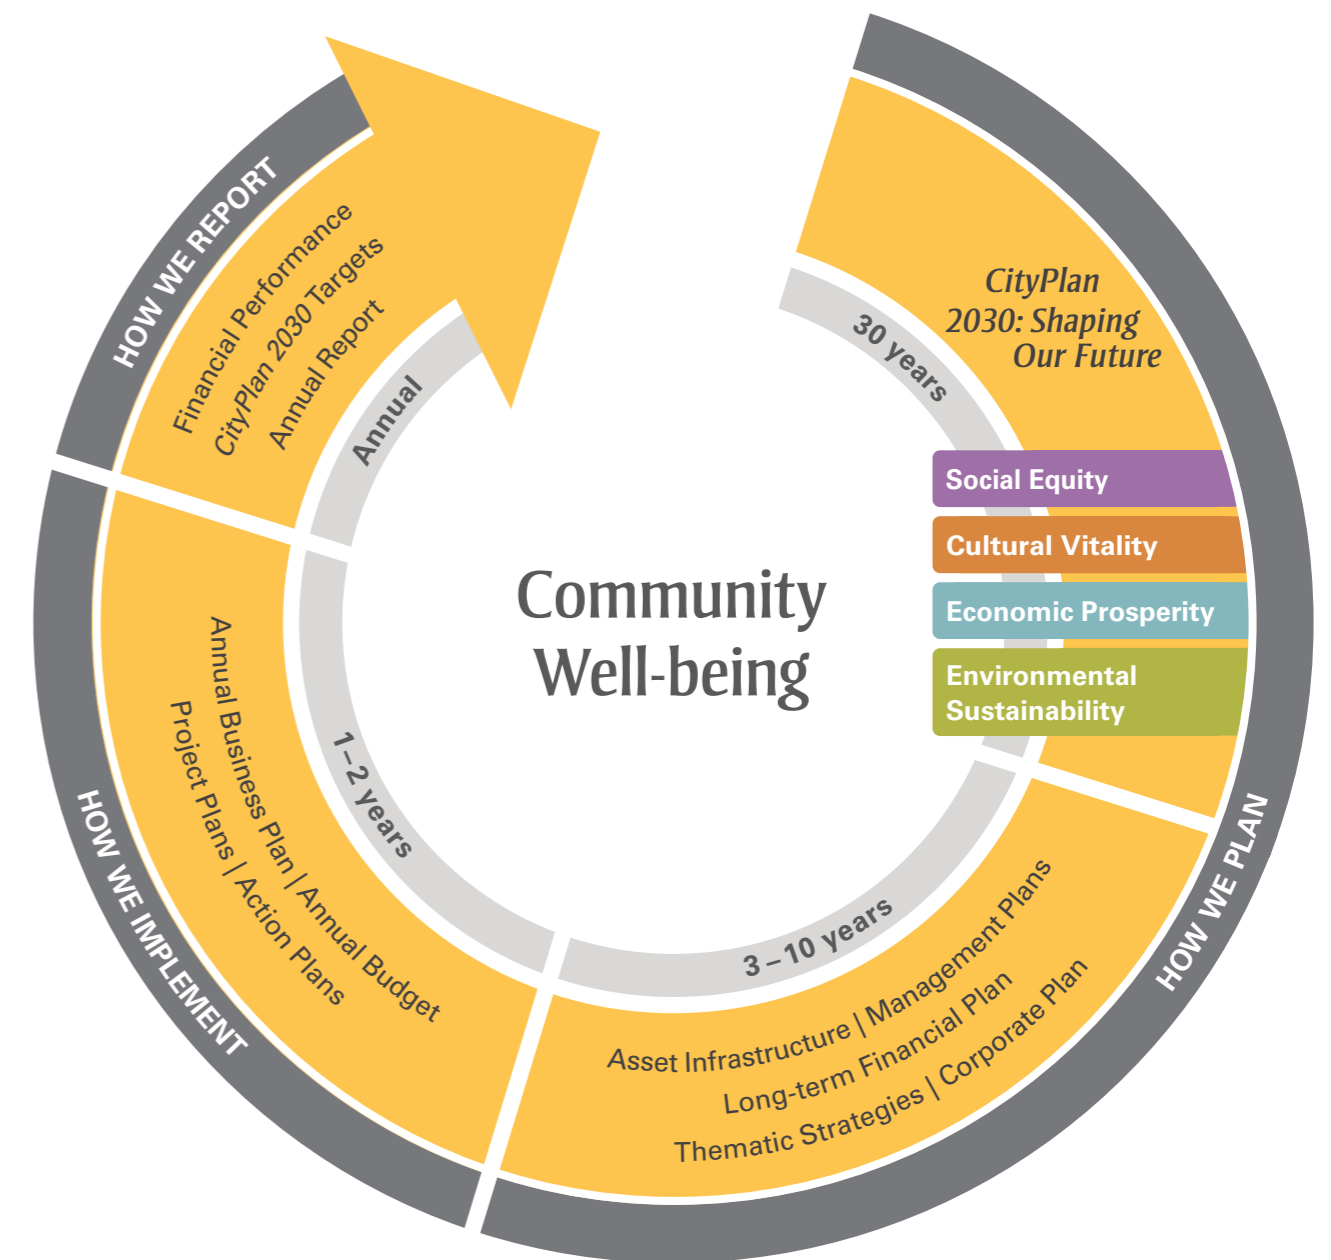 CityPlan
2030: Shaping
Our Future
30 years
Social Equity
Cultural Vitality
Economic Prosperity
Environmental
Sustainability
HOW WE PLAN
3–10 years
Asset Infrastructure | Management Plans
Long-term Financial Plan
Thematic Strategies | Corporate Plan
1–2 years
Annual Business Plan | Annual Budget
Project Plans | Action Plans
HOW WE IMPLEMENT
HOW WE REPORT
Financial Performance
CityPlan 2030 Targets
Annual Report
Annual
Community
Well-being